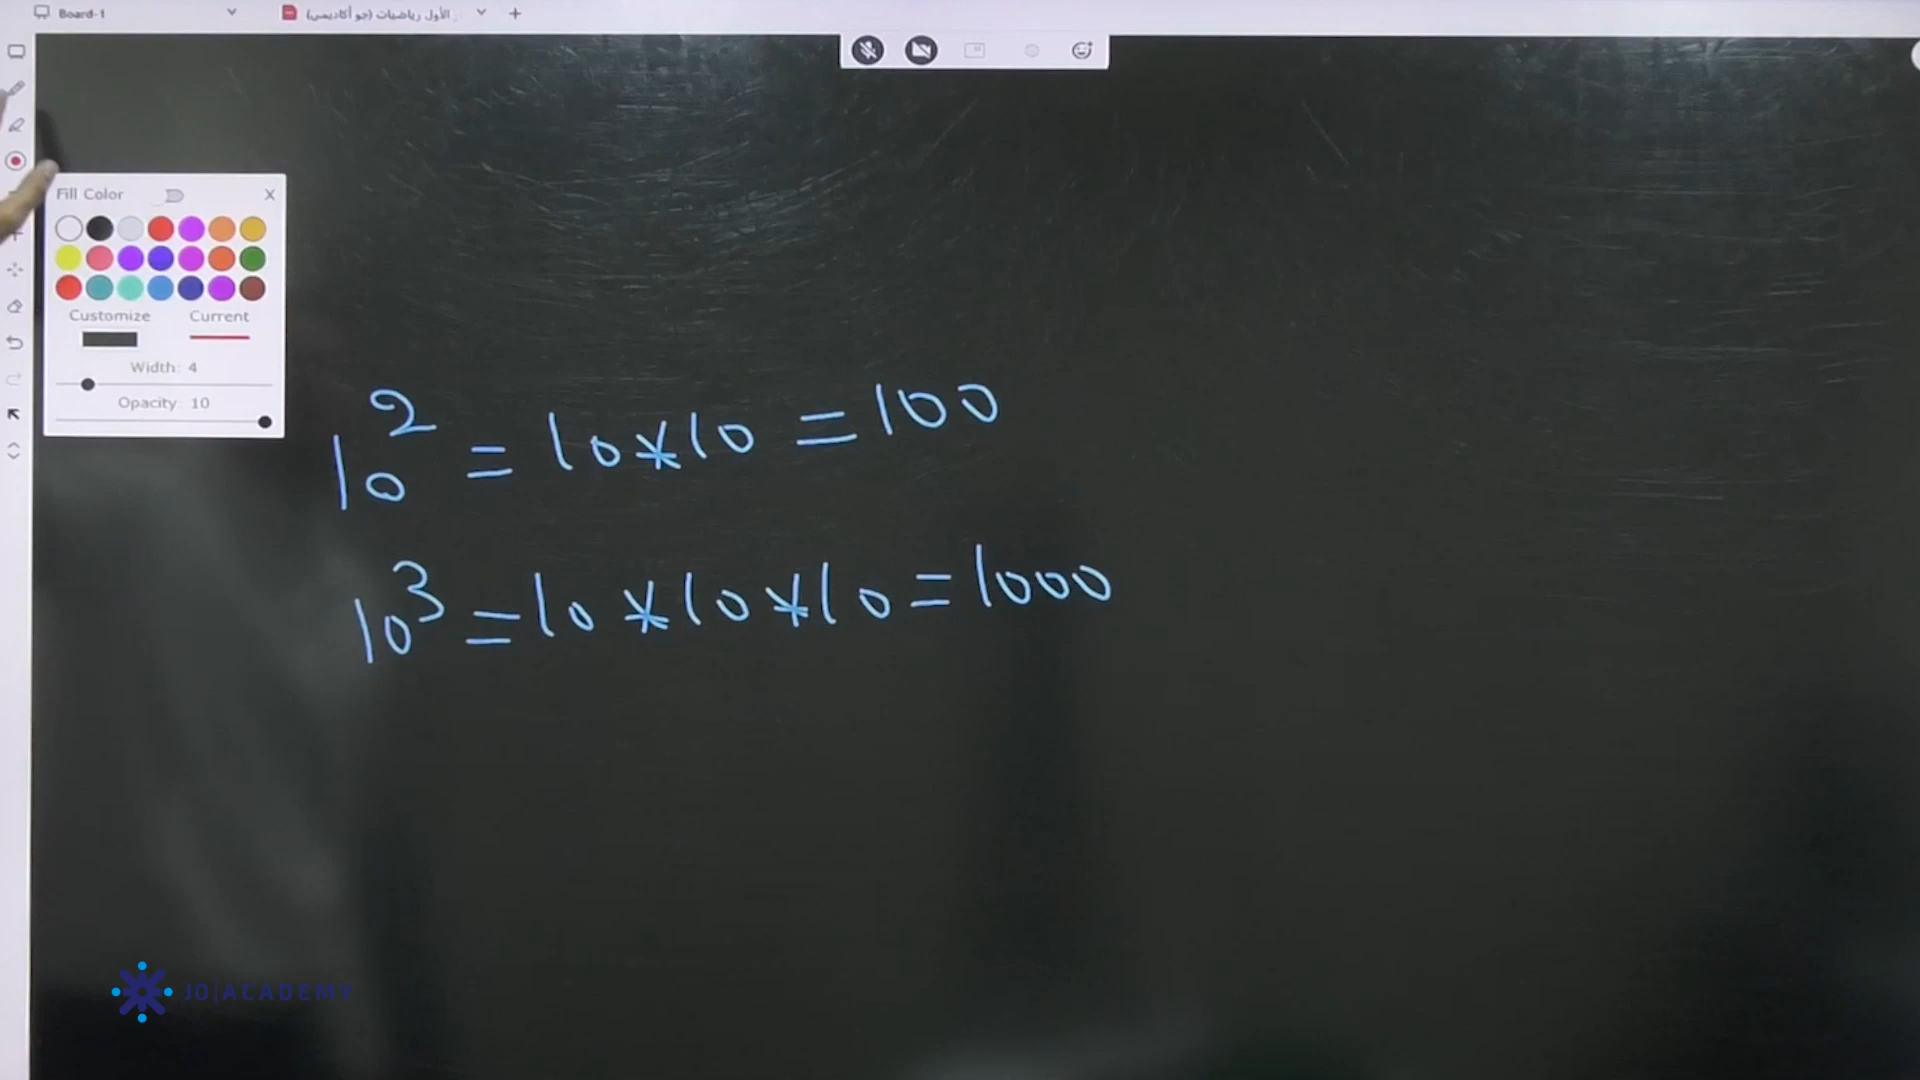 Board-1
الأول رياضيات (جو أكاديمي)
Fill Color
X
Customize
Current
Width: 4
Opacity: 10
10² = 10*10 = 100
10³ = 10*10*10 = 1000
JO|ACADEMY